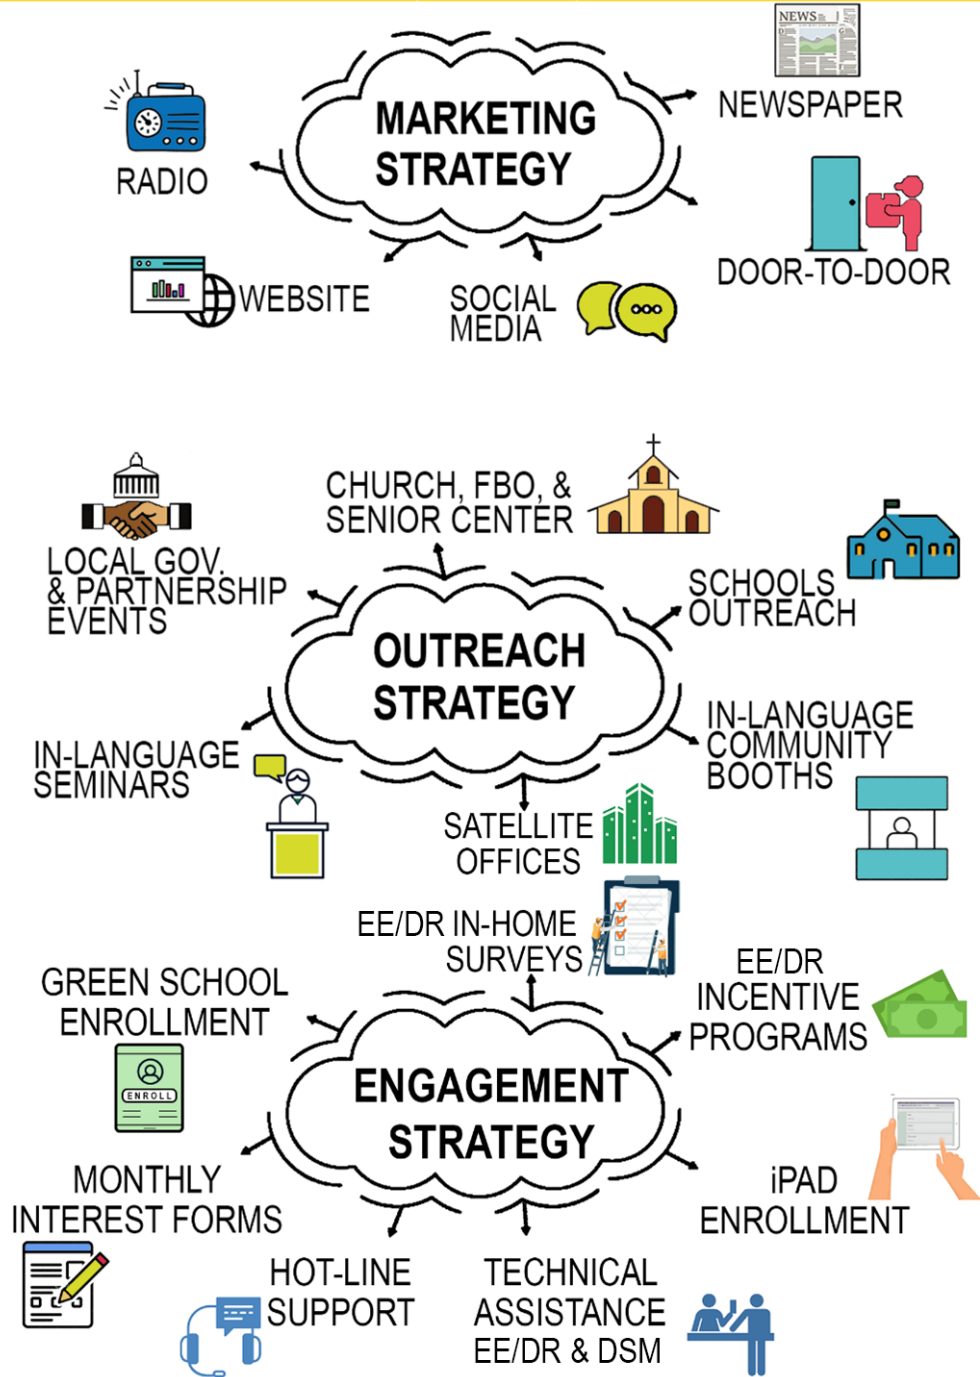 NEWS
MARKETING
STRATEGY
NEWSPAPER
RADIO
DOOR-TO-DOOR
WEBSITE
SOCIAL
MEDIA
CHURCH, FBO, &
SENIOR CENTER
LOCAL GOV.
& PARTNERSHIP
EVENTS
SCHOOLS
OUTREACH
OUTREACH
STRATEGY
IN-LANGUAGE
SEMINARS
IN-LANGUAGE
COMMUNITY
BOOTHS
SATELLITE
OFFICES
EE/DR IN-HOME
SURVEYS
GREEN SCHOOL
ENROLLMENT
ENROLL
EE/DR
INCENTIVE
PROGRAMS
ENGAGEMENT
STRATEGY
MONTHLY
INTEREST FORMS
iPAD
ENROLLMENT
HOT-LINE
SUPPORT
TECHNICAL
ASSISTANCE
EE/DR & DSM